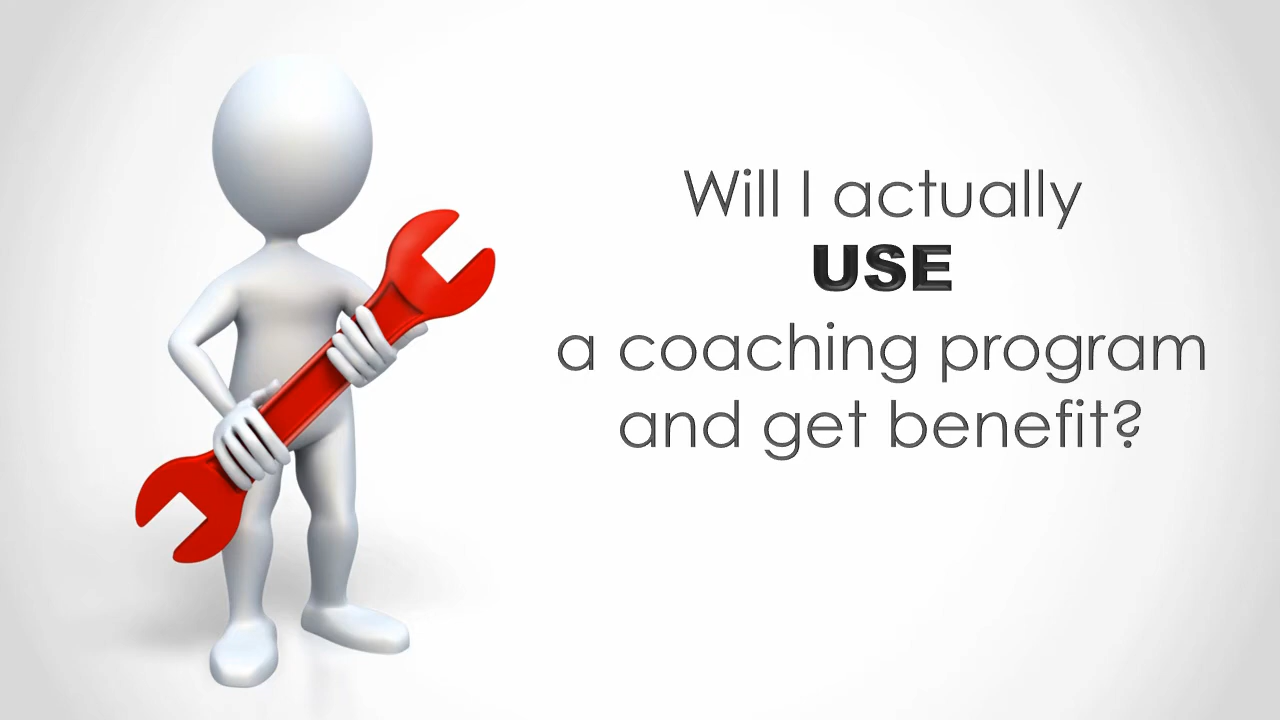 Will I actually
USE
a coaching program
and get benefit?